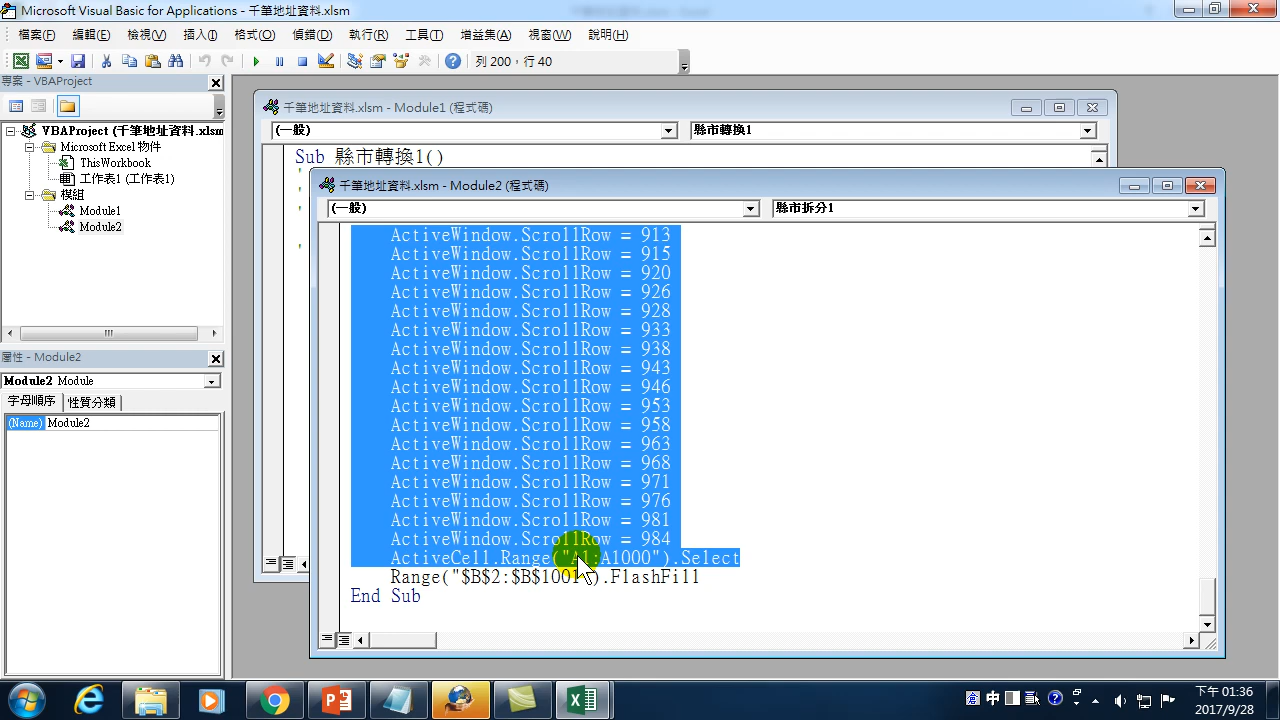 Microsoft Visual Basic for Applications - 千筆地址資料.xlsm
檔案(F) 編輯(E) 檢視(V) 插入(I) 格式(O) 偵錯(D) 執行(R) 工具(T) 增益集(A) 視窗(W) 說明(H)
列 200，行 40
專案 - VBAProject
VBAProject (千筆地址資料.xlsm
Microsoft Excel 物件
ThisWorkbook
工作表1 (工作表1)
模組
Module1
Module2
屬性 - Module2
Module2 Module
字母順序 性質分類
(Name) Module2
千筆地址資料.xlsm - Module1 (程式碼)
(一般) 縣市轉換1
Sub 縣市轉換1()
千筆地址資料.xlsm - Module2 (程式碼)
(一般) 縣市拆分1
ActiveWindow.ScrollRow = 913
ActiveWindow.ScrollRow = 915
ActiveWindow.ScrollRow = 920
ActiveWindow.ScrollRow = 926
ActiveWindow.ScrollRow = 928
ActiveWindow.ScrollRow = 933
ActiveWindow.ScrollRow = 938
ActiveWindow.ScrollRow = 943
ActiveWindow.ScrollRow = 946
ActiveWindow.ScrollRow = 953
ActiveWindow.ScrollRow = 958
ActiveWindow.ScrollRow = 963
ActiveWindow.ScrollRow = 968
ActiveWindow.ScrollRow = 971
ActiveWindow.ScrollRow = 976
ActiveWindow.ScrollRow = 981
ActiveWindow.ScrollRow = 984
ActiveCell.Range("A1:A1000").Select
Range("$B$2:$B$1001").FlashFill
End Sub
中
下午 01:36
2017/9/28